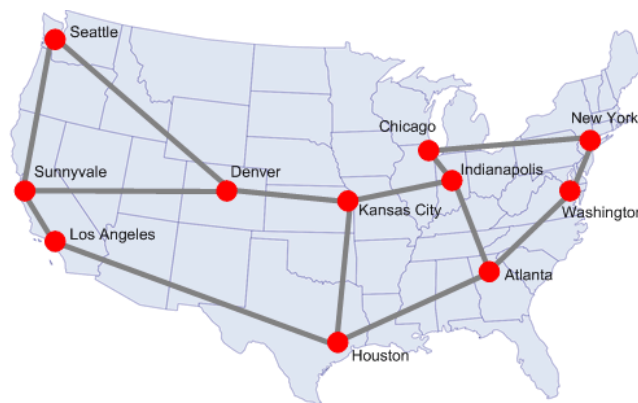 Seattle
New York
Chicago
Indianapolis
Sunnyvale
Denver
Kansas City
Washington
Los Angeles
Atlanta
Houston